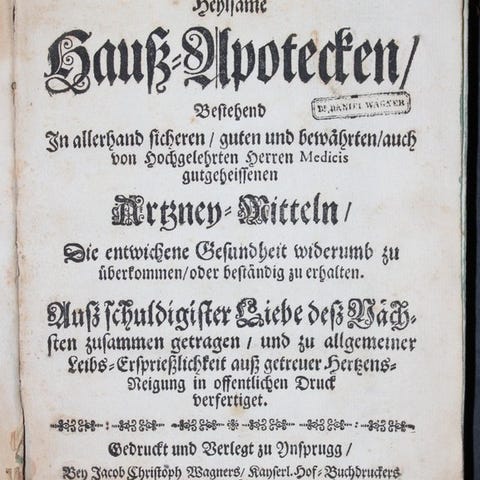 Heylsame
Hauß-Apotecken/
Bestehend
Dr. DANIEL WAGNER
In allerhand sicheren / guten und bewährten/auch
von Hochgelehrten Herren Medicis
gutgeheissenen
Artzney-Mitteln /
Die entwichene Gesundheit widerumb zu
überkommen/oder beständig zu erhalten.
Auß schuldigister Liebe deß Näch-
sten zusammen getragen / und zu allgemeiner
Leibs-Ersprießlichkeit auß getreuer Hertzens-
Neigung in offentlichen Druck
verfertiget.
Gedruckt und Verlegt zu Ynsprugg /
Bey Jacob Christoph Wagners/ Kayserl. Hof-Buchdruckers